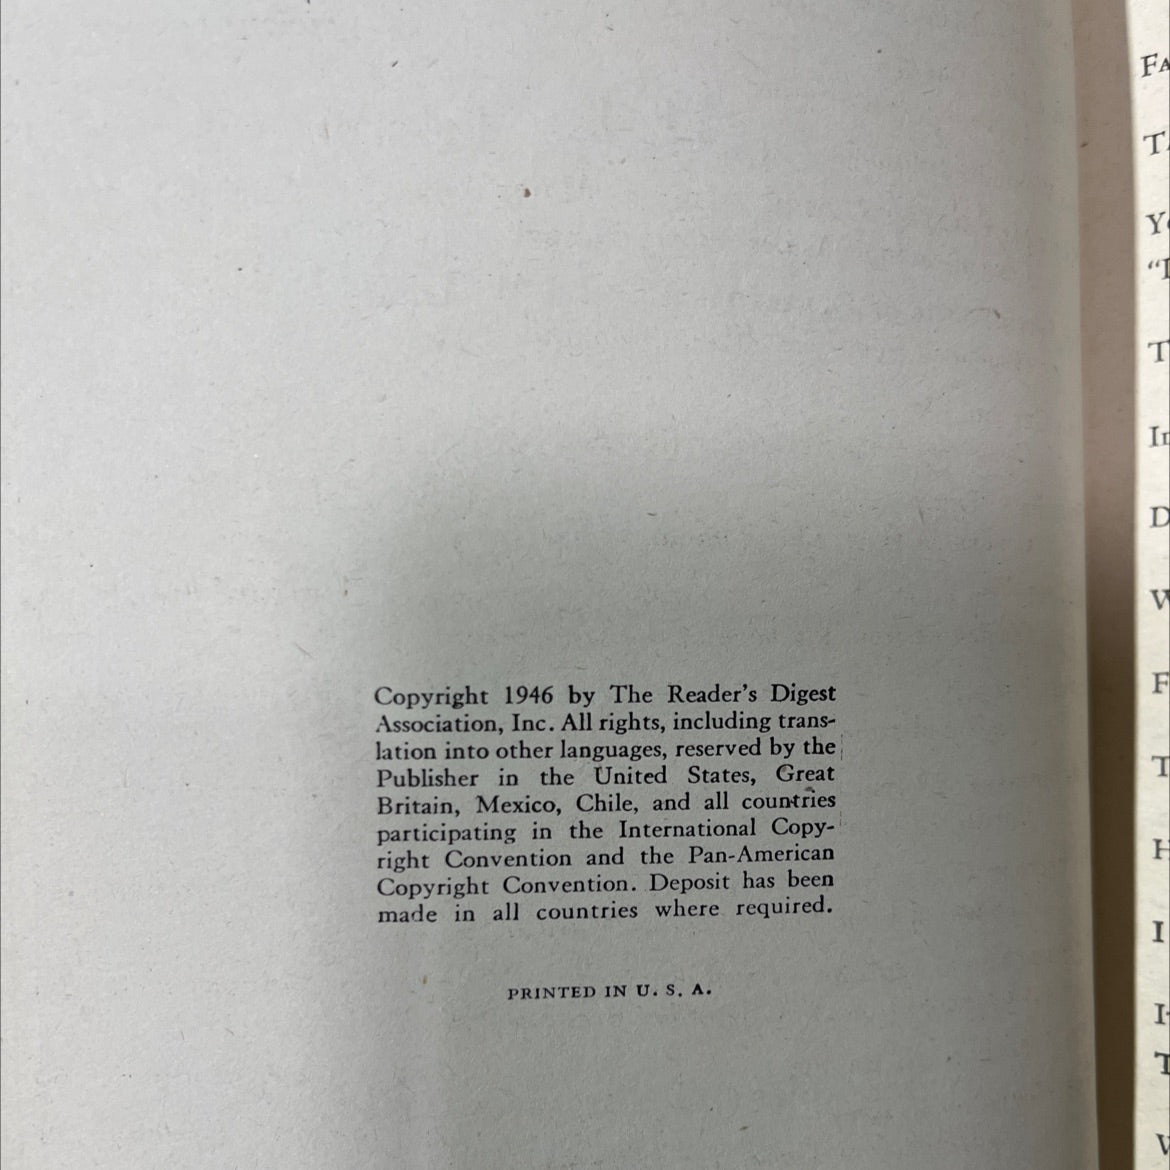 Copyright 1946 by The Reader's Digest
Association, Inc. All rights, including trans-
lation into other languages, reserved by the
Publisher in the United States, Great
Britain, Mexico, Chile, and all countries
participating in the International Copy-
right Convention and the Pan-American
Copyright Convention. Deposit has been
made in all countries where required.
PRINTED IN U. S. A.